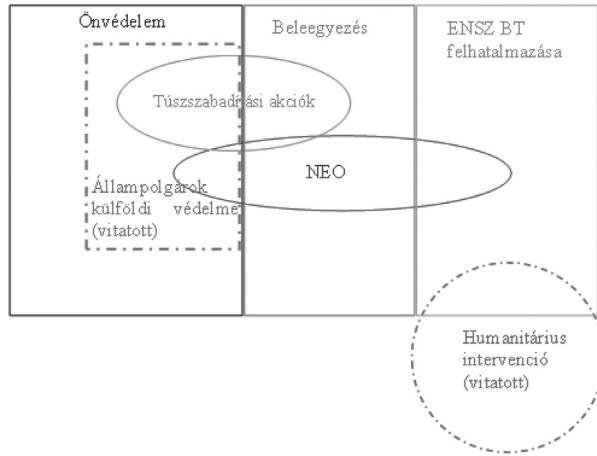 Önvédelem
Beleegyezés
ENSZ BT
felhatalmazása
Túszszabadítási akciók
NEO
Állampolgárok
külföldi védelme
(vitatott)
Humanitárius
intervenció
(vitatott)